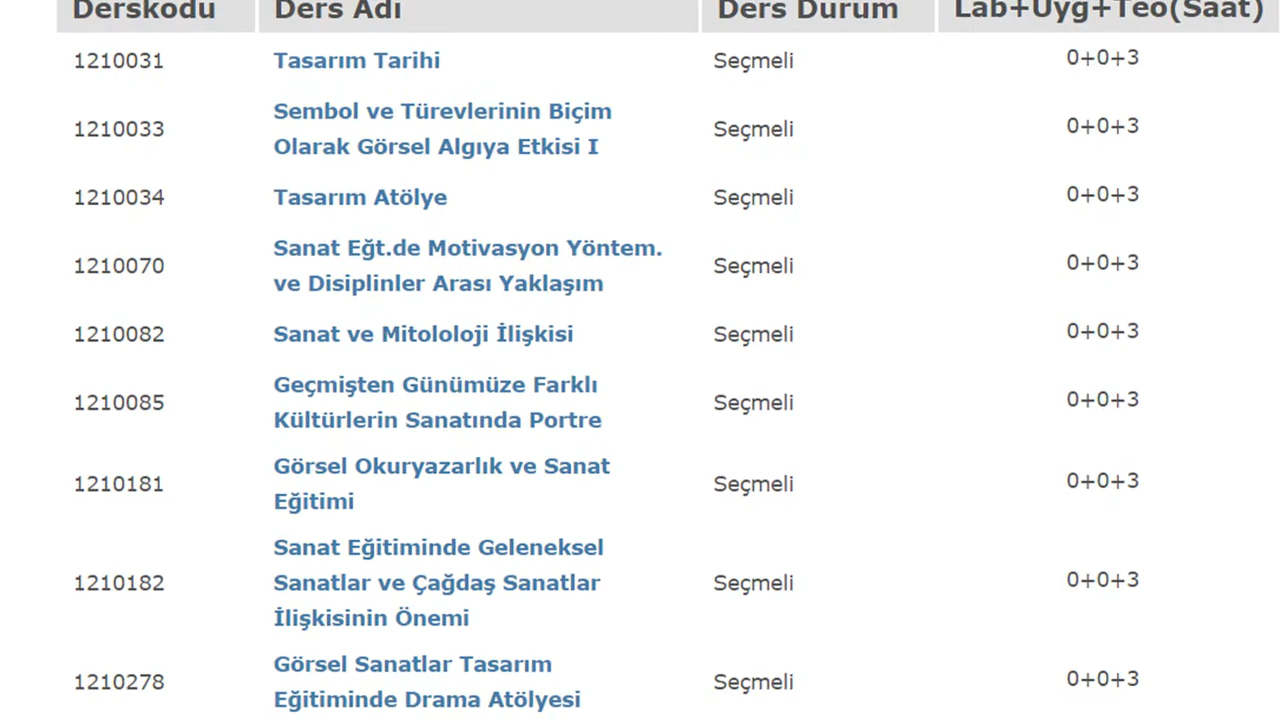 Derskodu Ders Adı Ders Durum Lab+Uyg+Teo(Saat)
1210031 Tasarım Tarihi Seçmeli 0+0+3
Sembol ve Türevlerinin Biçim
1210033 Seçmeli 0+0+3
Olarak Görsel Algıya Etkisi I
1210034 Tasarım Atölye Seçmeli 0+0+3
Sanat Eğt.de Motivasyon Yöntem.
1210070 Seçmeli 0+0+3
ve Disiplinler Arası Yaklaşım
1210082 Sanat ve Mitololoji İlişkisi Seçmeli 0+0+3
Geçmişten Günümüze Farklı
1210085 Seçmeli 0+0+3
Kültürlerin Sanatında Portre
Görsel Okuryazarlık ve Sanat
1210181 Seçmeli 0+0+3
Eğitimi
Sanat Eğitiminde Geleneksel
1210182 Sanatlar ve Çağdaş Sanatlar Seçmeli 0+0+3
İlişkisinin Önemi
Görsel Sanatlar Tasarım
1210278 Seçmeli 0+0+3
Eğitiminde Drama Atölyesi